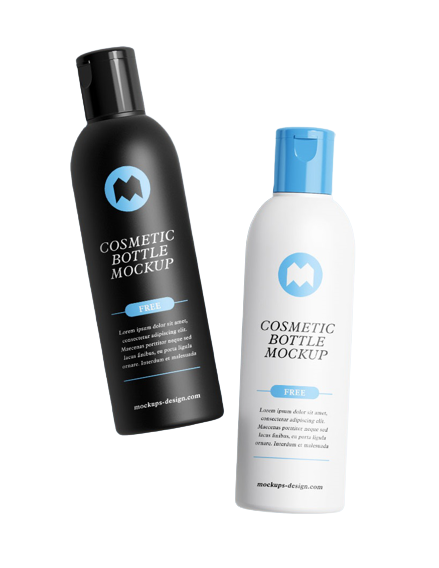 COSMETIC
BOTTLE
MOCKUP
FREE
Lorem ipsum dolor sit amet,
consectetur adipiscing elit.
Maecenas porttitor neque sed
lacus finibus, eu porta ligula
ornare. Interdum et malesuada
mockups-design.com
COSMETIC
BOTTLE
MOCKUP
FREE
Lorem ipsum dolor sit amet,
consectetur adipiscing elit.
Maecenas porttitor neque sed
lacus finibus, eu porta ligula
ornare. Interdum et malesuada
mockups-design.com